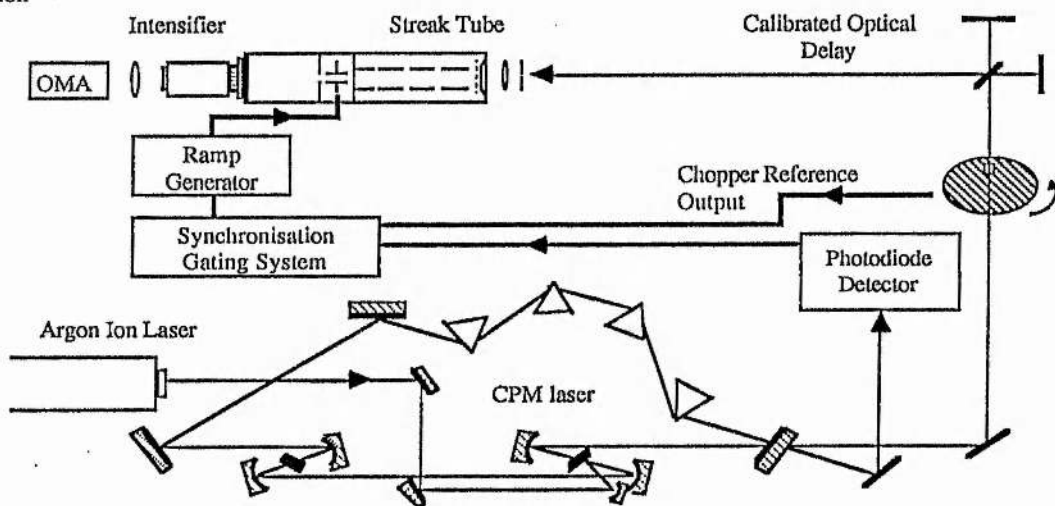 Intensifier
Streak Tube
Calibrated Optical
Delay
OMA
Ramp
Generator
Chopper Reference
Output
Synchronisation
Gating System
Photodiode
Detector
Argon Ion Laser
CPM laser